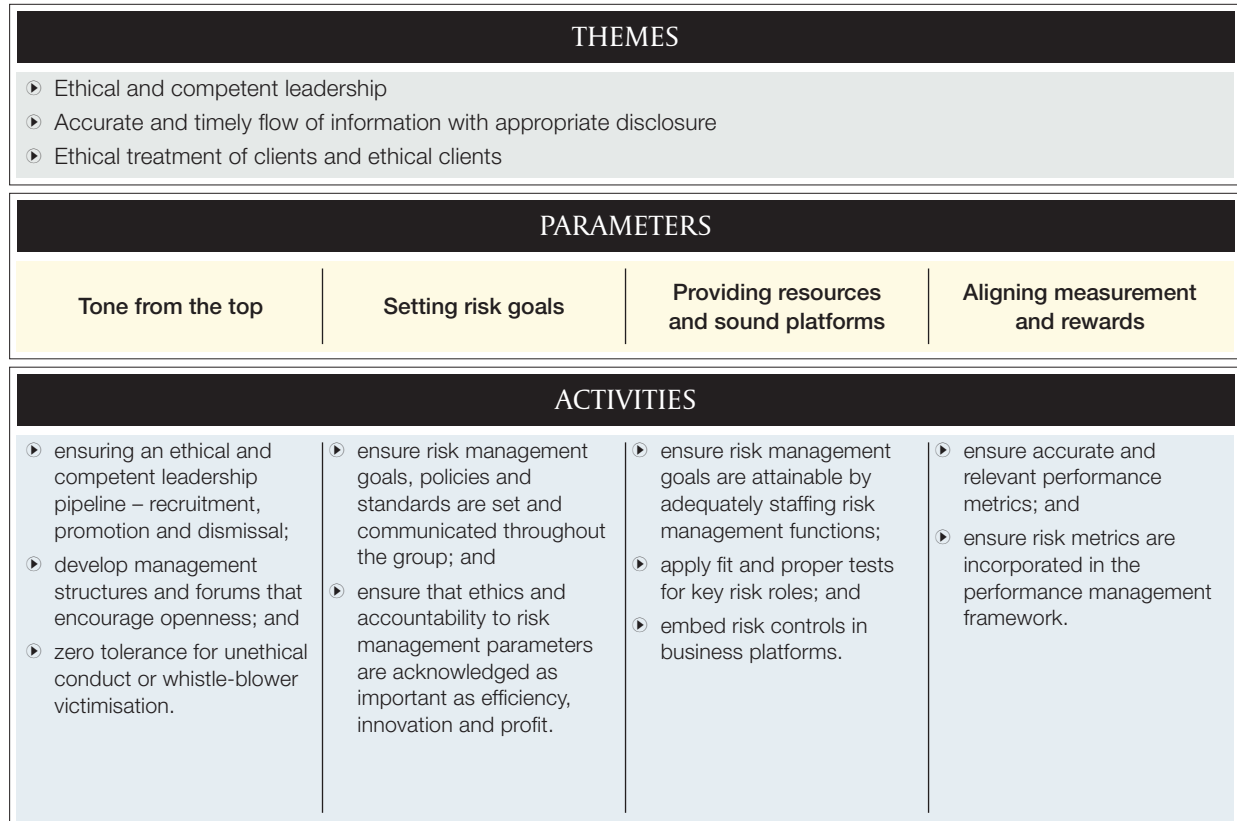 THEMES
Ethical and competent leadership
Accurate and timely flow of information with appropriate disclosure
Ethical treatment of clients and ethical clients
PARAMETERS
Tone from the top
Setting risk goals
Providing resources
and sound platforms
Aligning measurement
and rewards
ACTIVITIES
ensuring an ethical and
competent leadership
pipeline – recruitment,
promotion and dismissal;
develop management
structures and forums that
encourage openness; and
zero tolerance for unethical
conduct or whistle-blower
victimisation.
ensure risk management
goals, policies and
standards are set and
communicated throughout
the group; and
ensure that ethics and
accountability to risk
management parameters
are acknowledged as
important as efficiency,
innovation and profit.
ensure risk management
goals are attainable by
adequately staffing risk
management functions;
apply fit and proper tests
for key risk roles; and
embed risk controls in
business platforms.
ensure accurate and
relevant performance
metrics; and
ensure risk metrics are
incorporated in the
performance management
framework.